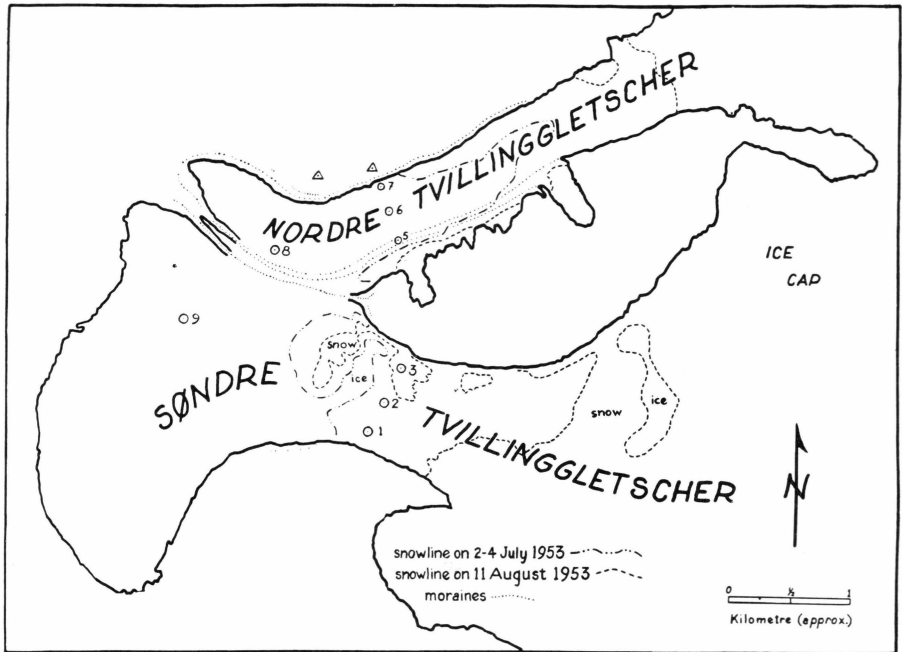 NORDRE TVILLINGGLETSCHER
7
6
5
8
9
ICE
CAP
snow
ice
3
2
1
SØNDRE TVILLINGGLETSCHER
snow
ice
N
snowline on 2-4 July 1953
snowline on 11 August 1953
moraines
0 ½ 1
Kilometre (approx.)